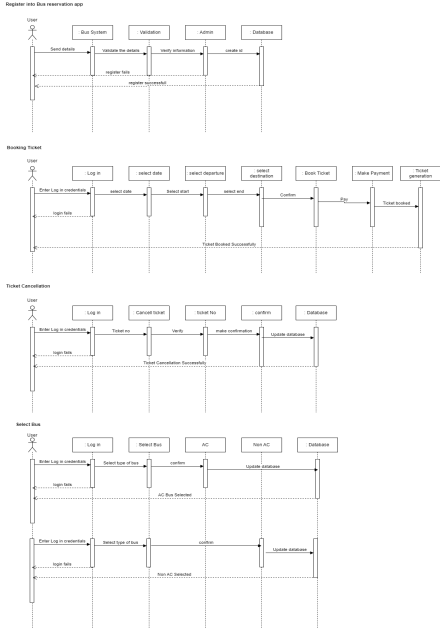 Register into Bus reservation app
User
Bus System
Validation
Admin
Database
Send details
Validate the details
Verify information
create id
register fails
register successfull
Booking Ticket
User
Log in
select date
select departure
select
destination
Book Ticket
Make Payment
Ticket
generation
Enter Log in credentials
select date
Select start
select end
Confirm
Pay
Ticket booked
login fails
Ticket Booked Successfully
Ticket Cancellation
User
Log in
Cancel ticket
ticket No
confirm
Database
Enter Log in credentials
Ticket no
Verify
make confirmation
Update database
login fails
Ticket Cancellation Successfully
Select Bus
User
Log in
Select Bus
AC
Non AC
Database
Enter Log in credentials
Select type of bus
confirm
Update database
login fails
AC Bus Selected
Enter Log in credentials
Select type of bus
confirm
Update database
login fails
Non AC Selected